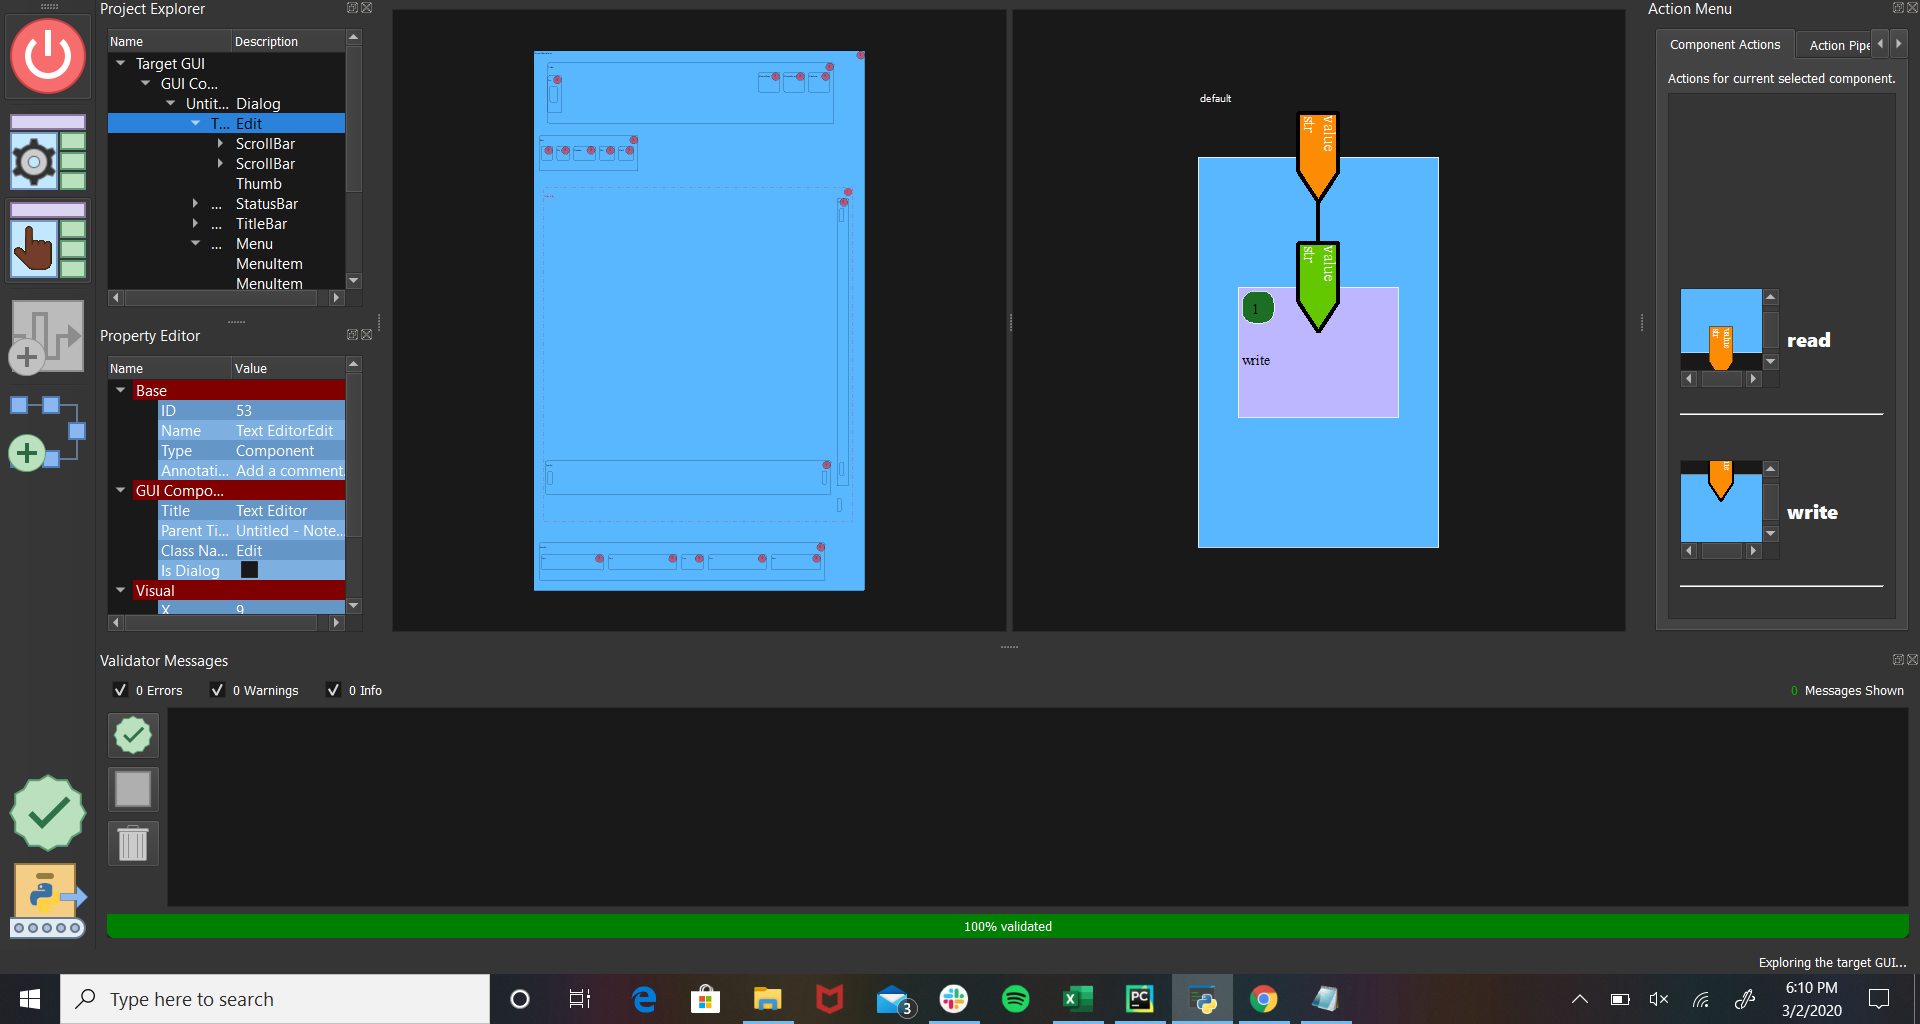 Project Explorer
Name Description
Target GUI
GUI Co...
Untit... Dialog
T... Edit
ScrollBar
ScrollBar
Thumb
... StatusBar
... TitleBar
... Menu
MenuItem
MenuItem
Property Editor
Name Value
Base
ID 53
Name Text EditorEdit
Type Component
Annotati... Add a comment
GUI Compo...
Title Text Editor
Parent Ti... Untitled - Note...
Class Na... Edit
Is Dialog
Visual
X 9
default
value
str
value
str
1
write
Action Menu
Component Actions Action Pipe
Actions for current selected component.
value
str
read
write
Validator Messages
0 Errors 0 Warnings 0 Info
0 Messages Shown
100% validated
Exploring the target GUI...
Type here to search
3
PC
6:10 PM
3/2/2020